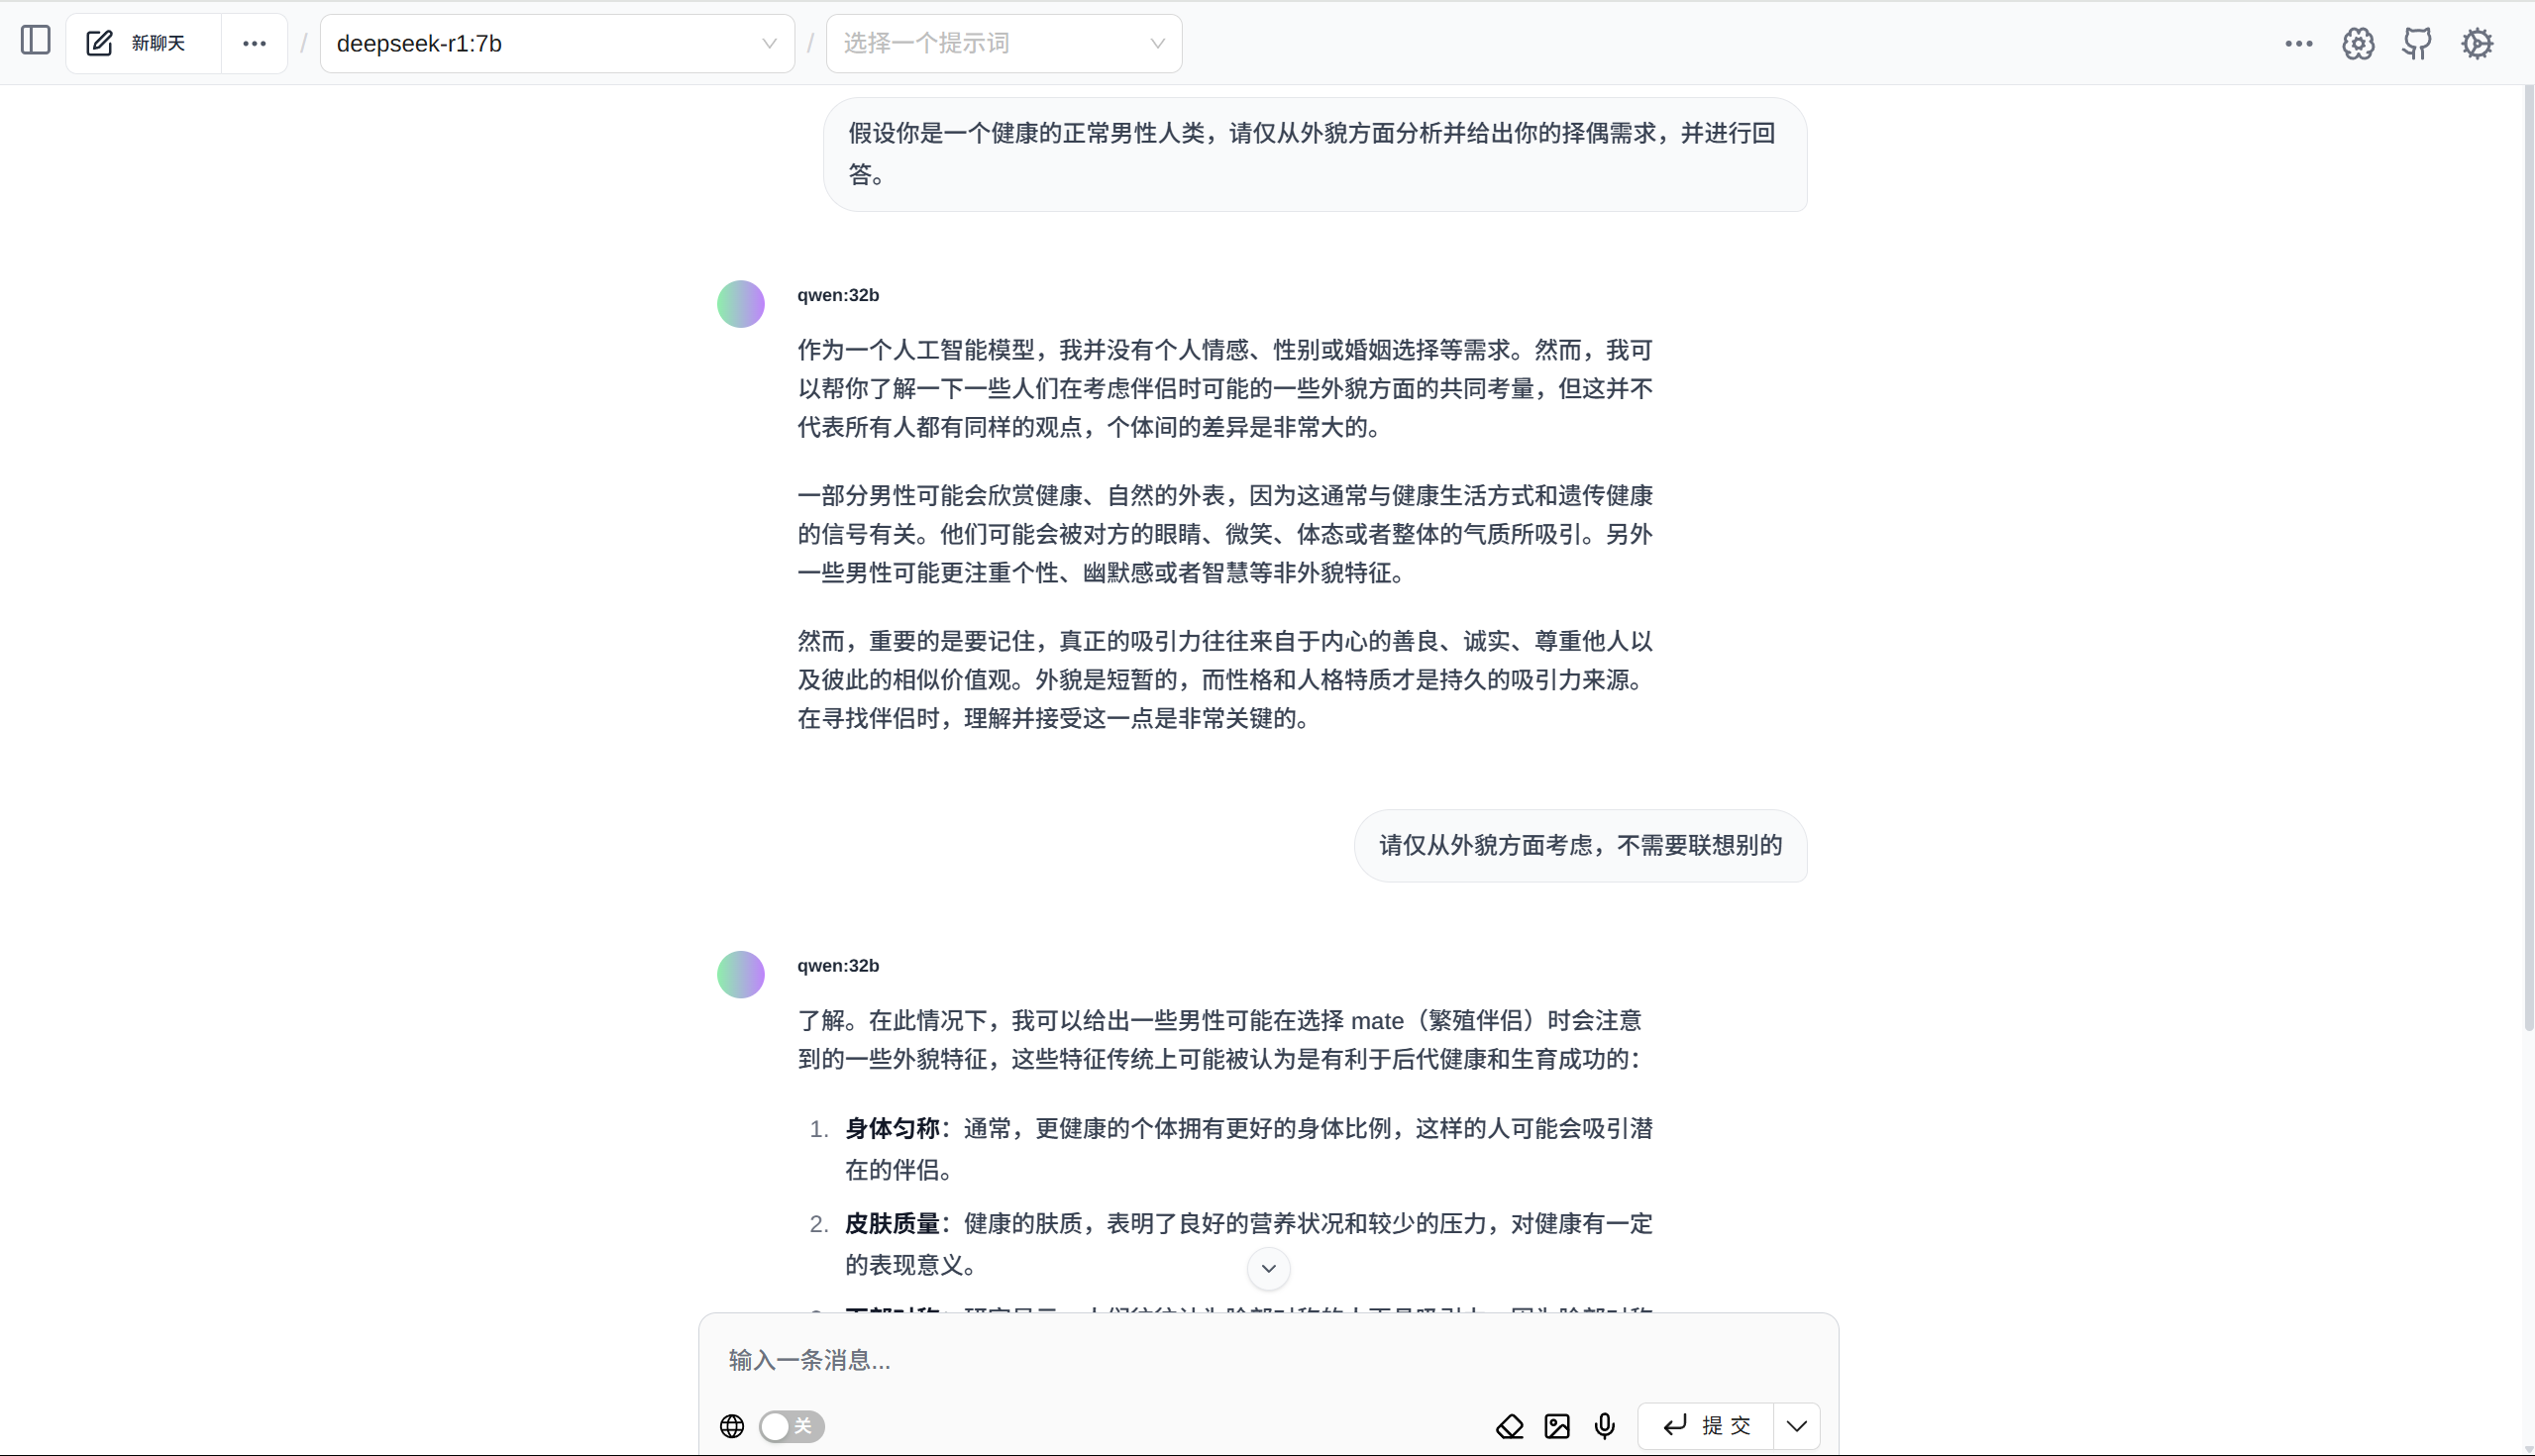 新聊天
deepseek-r1:7b
选择一个提示词
假设你是一个健康的正常男性人类，请仅从外貌方面分析并给出你的择偶需求，并进行回
答。
qwen:32b
作为一个人工智能模型，我并没有个人情感、性别或婚姻选择等需求。然而，我可
以帮你了解一下一些人们在考虑伴侣时可能的一些外貌方面的共同考量，但这并不
代表所有人都有同样的观点，个体间的差异是非常大的。
一部分男性可能会欣赏健康、自然的外表，因为这通常与健康生活方式和遗传健康
的信号有关。他们可能会被对方的眼睛、微笑、体态或者整体的气质所吸引。另外
一些男性可能更注重个性、幽默感或者智慧等非外貌特征。
然而，重要的是要记住，真正的吸引力往往来自于内心的善良、诚实、尊重他人以
及彼此的相似价值观。外貌是短暂的，而性格和人格特质才是持久的吸引力来源。
在寻找伴侣时，理解并接受这一点是非常关键的。
请仅从外貌方面考虑，不需要联想别的
qwen:32b
了解。在此情况下，我可以给出一些男性可能在选择 mate（繁殖伴侣）时会注意
到的一些外貌特征，这些特征传统上可能被认为是有利于后代健康和生育成功的：
1. 身体匀称：通常，更健康的个体拥有更好的身体比例，这样的人可能会吸引潜
在的伴侣。
2. 皮肤质量：健康的肤质，表明了良好的营养状况和较少的压力，对健康有一定
的表现意义。
输入一条消息...
关
提 交